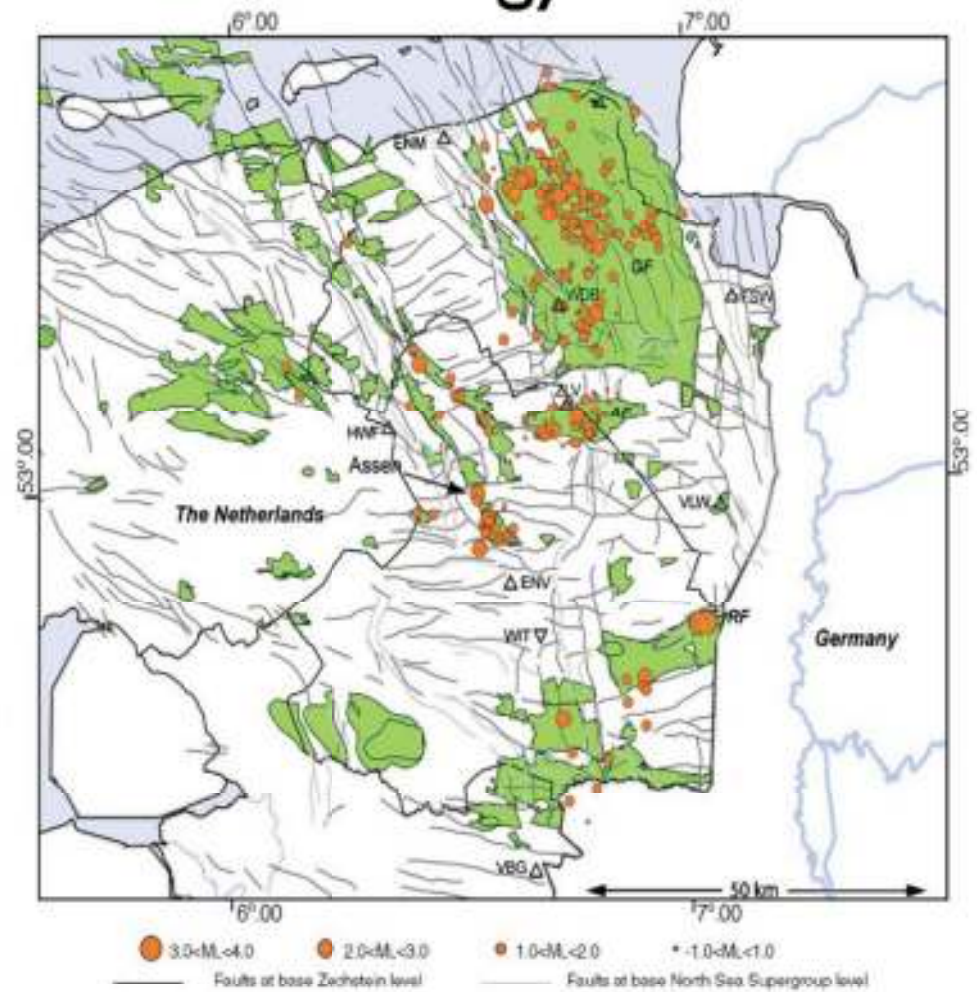 6°.00 7°.00
ENM
GF
WDB
ESW
LV
HWF
53°.00 53°.00
Assen
VLW
The Netherlands
ENV
RF
WIT
Germany
VBG
50 km
6°.00 7°.00
3.0<ML<4.0 2.0<ML<3.0 1.0<ML<2.0 -1.0<ML<1.0
Faults at base Zechstein level Faults at base North Sea Supergroup level